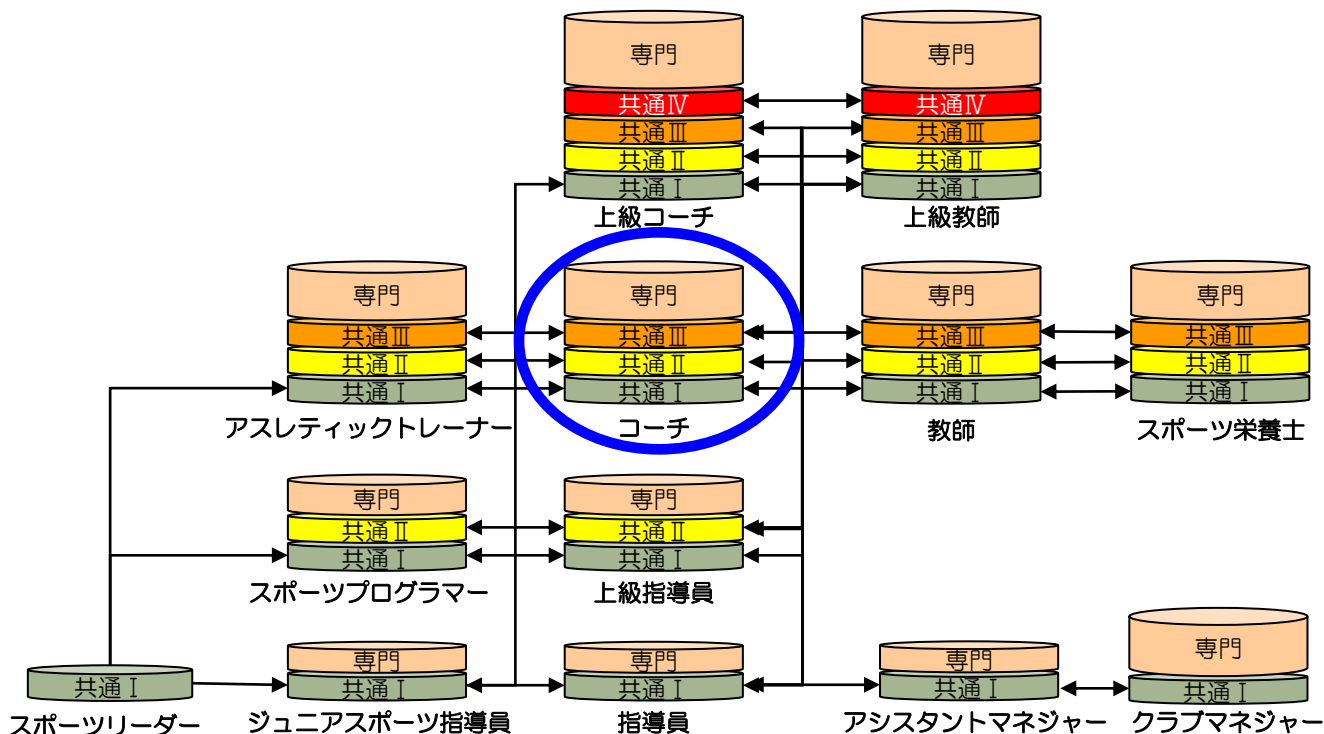 専門
共通Ⅳ
共通Ⅲ
共通Ⅱ
共通Ⅰ
上級コーチ
専門
共通Ⅳ
共通Ⅲ
共通Ⅱ
共通Ⅰ
上級教師
専門
共通Ⅲ
共通Ⅱ
共通Ⅰ
アスレティックトレーナー
専門
共通Ⅲ
共通Ⅱ
共通Ⅰ
コーチ
専門
共通Ⅲ
共通Ⅱ
共通Ⅰ
教師
専門
共通Ⅲ
共通Ⅱ
共通Ⅰ
スポーツ栄養士
専門
共通Ⅱ
共通Ⅰ
スポーツプログラマー
専門
共通Ⅱ
共通Ⅰ
上級指導員
共通Ⅰ
スポーツリーダー
専門
共通Ⅰ
ジュニアスポーツ指導員
専門
共通Ⅰ
指導員
専門
共通Ⅰ
アシスタントマネジャー
専門
共通Ⅰ
クラブマネジャー